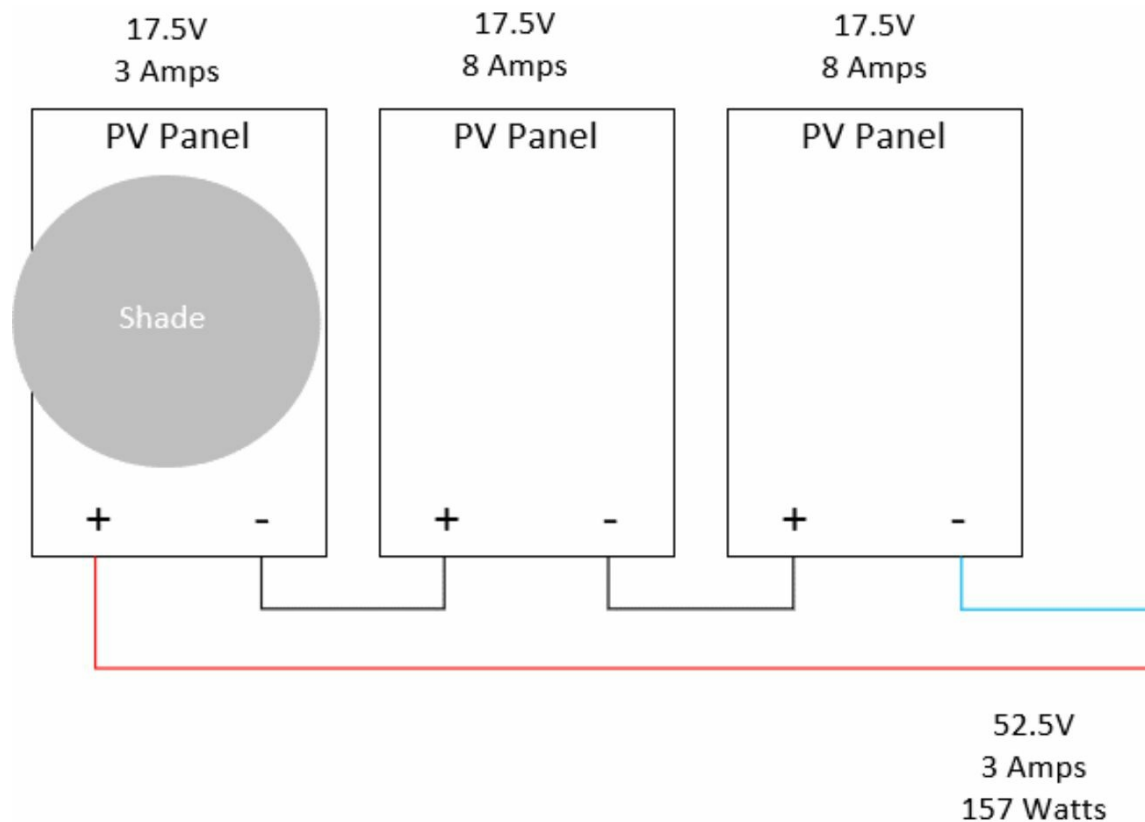 17.5V
3 Amps
17.5V
8 Amps
17.5V
8 Amps
PV Panel
PV Panel
PV Panel
Shade
+ -
+ -
+ -
52.5V
3 Amps
157 Watts